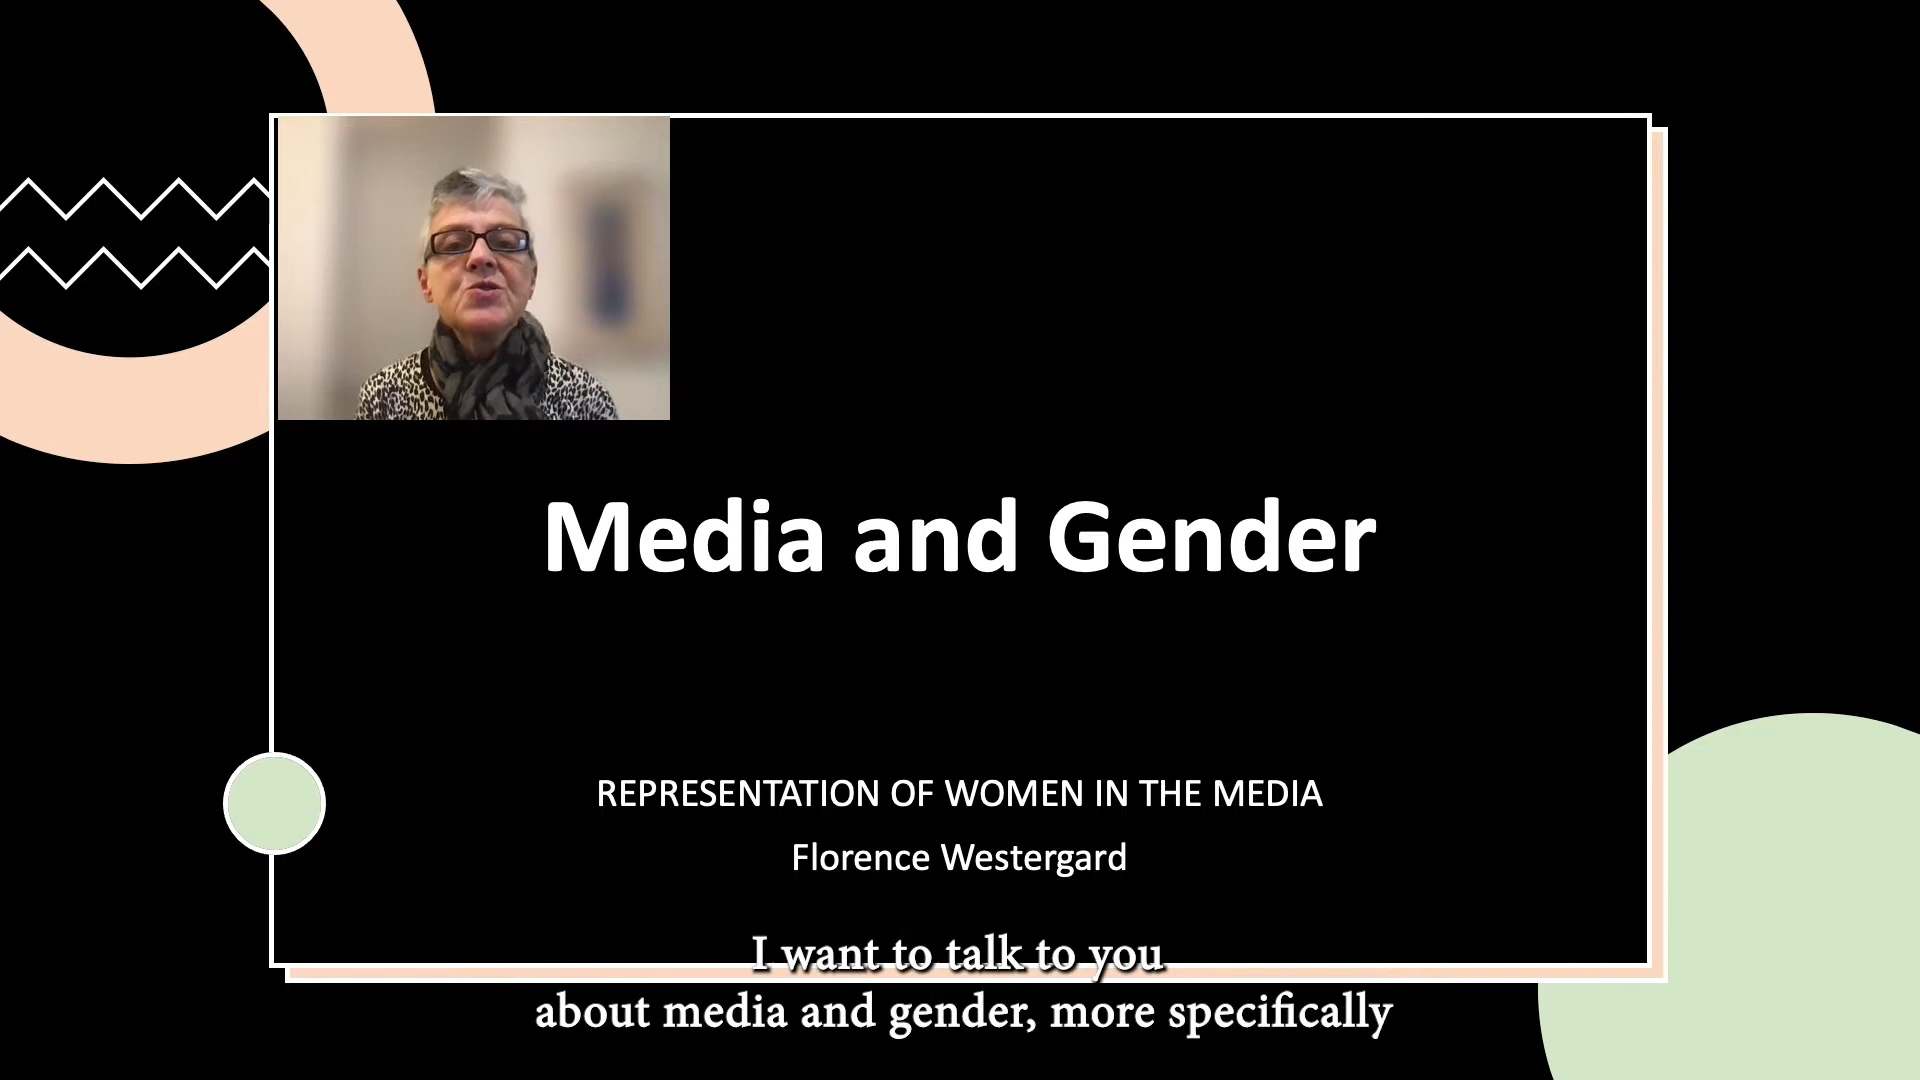 Media and Gender
REPRESENTATION OF WOMEN IN THE MEDIA
Florence Westergard
I want to talk to you
about media and gender, more specifically